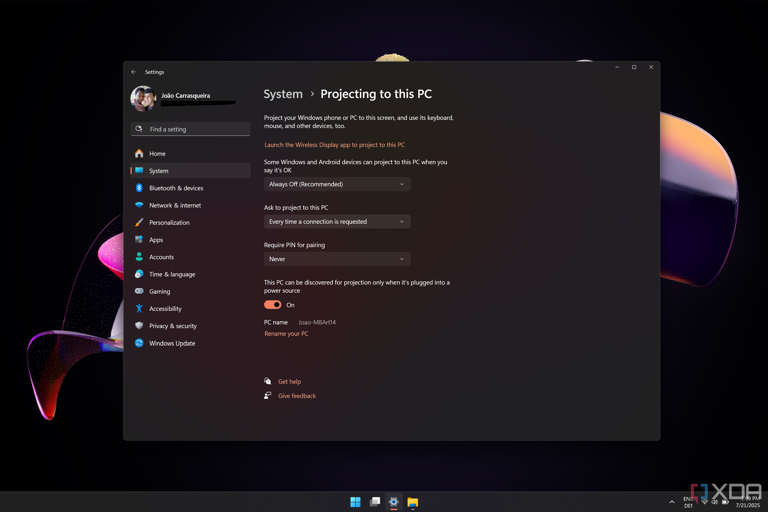 Settings
João Carrasqueira
Find a setting
Home
System
Bluetooth & devices
Network & internet
Personalization
Apps
Accounts
Time & language
Gaming
Accessibility
Privacy & security
Windows Update
System › Projecting to this PC
Project your Windows phone or PC to this screen, and use its keyboard,
mouse, and other devices, too.
Launch the Wireless Display app to project to this PC
Some Windows and Android devices can project to this PC when you
say it's OK
Always Off (Recommended)
Ask to project to this PC
Every time a connection is requested
Require PIN for pairing
Never
This PC can be discovered for projection only when it's plugged into a
power source
On
PC name Joao-M8Art14
Rename your PC
Get help
Give feedback
ENG
7/21/2025
XDA